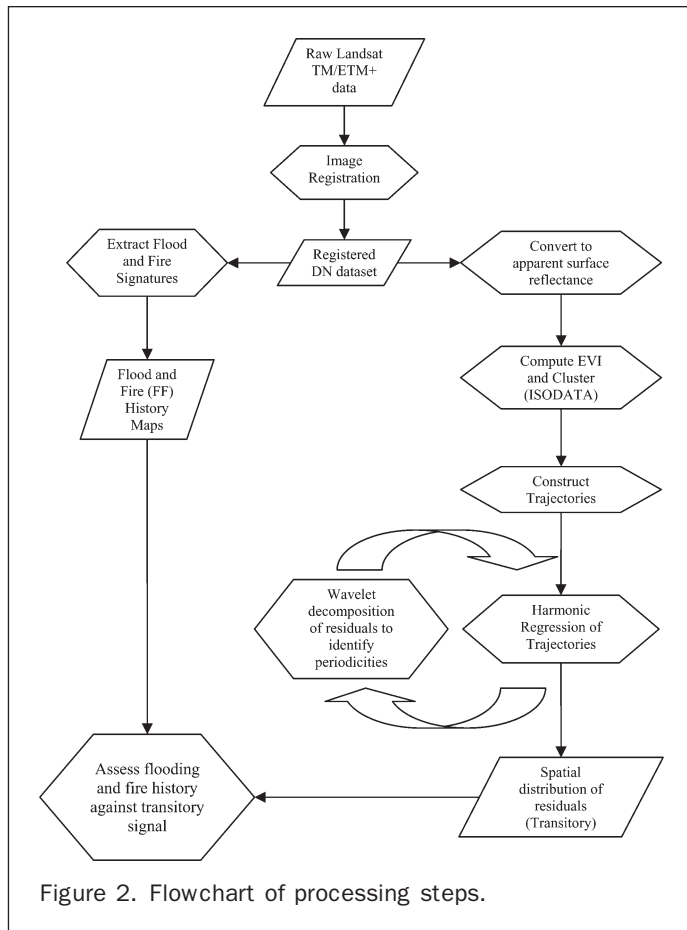 Raw Landsat
TM/ETM+
data
Image
Registration
Extract Flood
and Fire
Signatures
Registered
DN dataset
Convert to
apparent surface
reflectance
Flood and
Fire (FF)
History
Maps
Compute EVI
and Cluster
(ISODATA)
Construct
Trajectories
Wavelet
decomposition
of residuals to
identify
periodicities
Harmonic
Regression of
Trajectories
Assess flooding
and fire history
against transitory
signal
Spatial
distribution of
residuals
(Transitory)
Figure 2. Flowchart of processing steps.